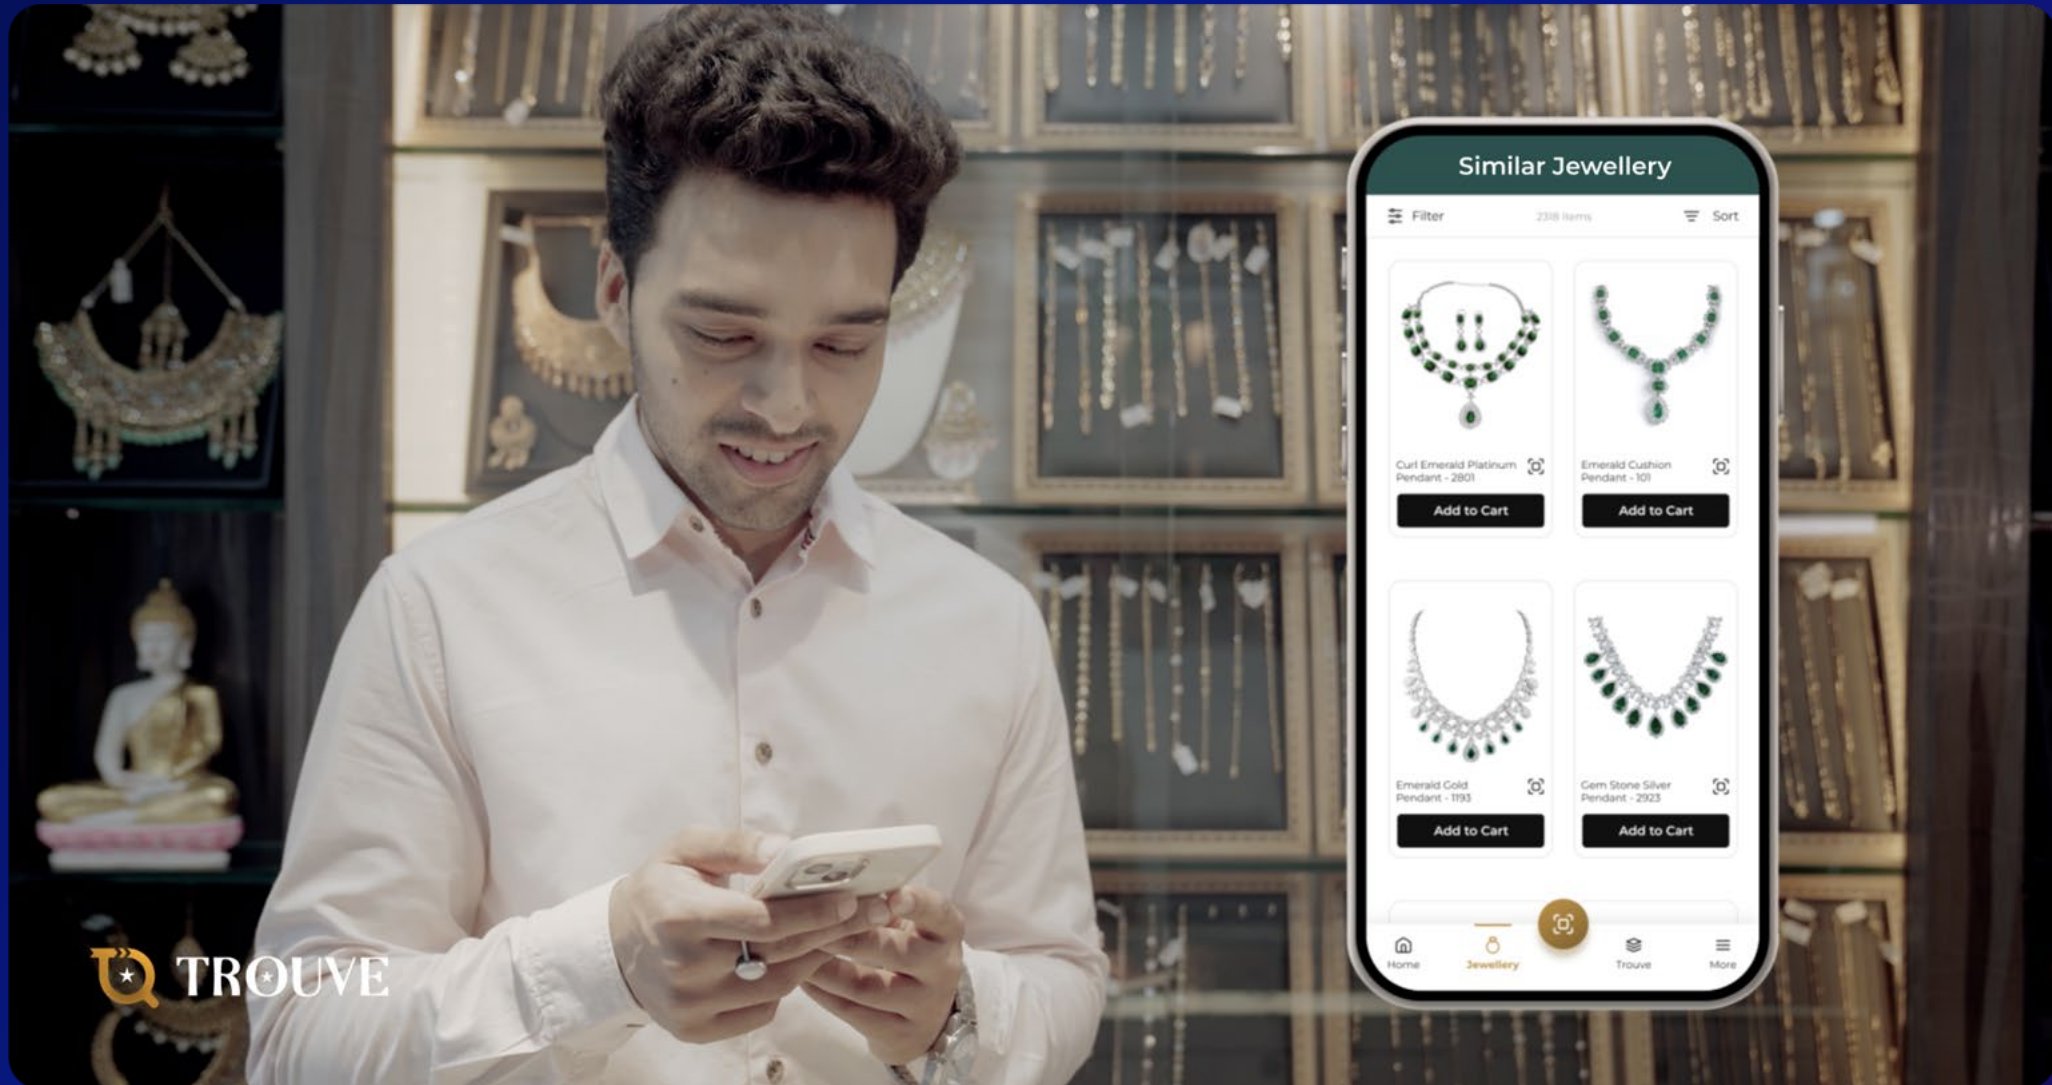 Similar Jewellery
Filter 2318 Items Sort
Curl Emerald Platinum
Pendant - 2801
Add to Cart
Emerald Cushion
Pendant - 101
Add to Cart
Emerald Gold
Pendant - 1193
Add to Cart
Gem Stone Silver
Pendant - 2923
Add to Cart
Home Jewellery Trouve More
TROUVE